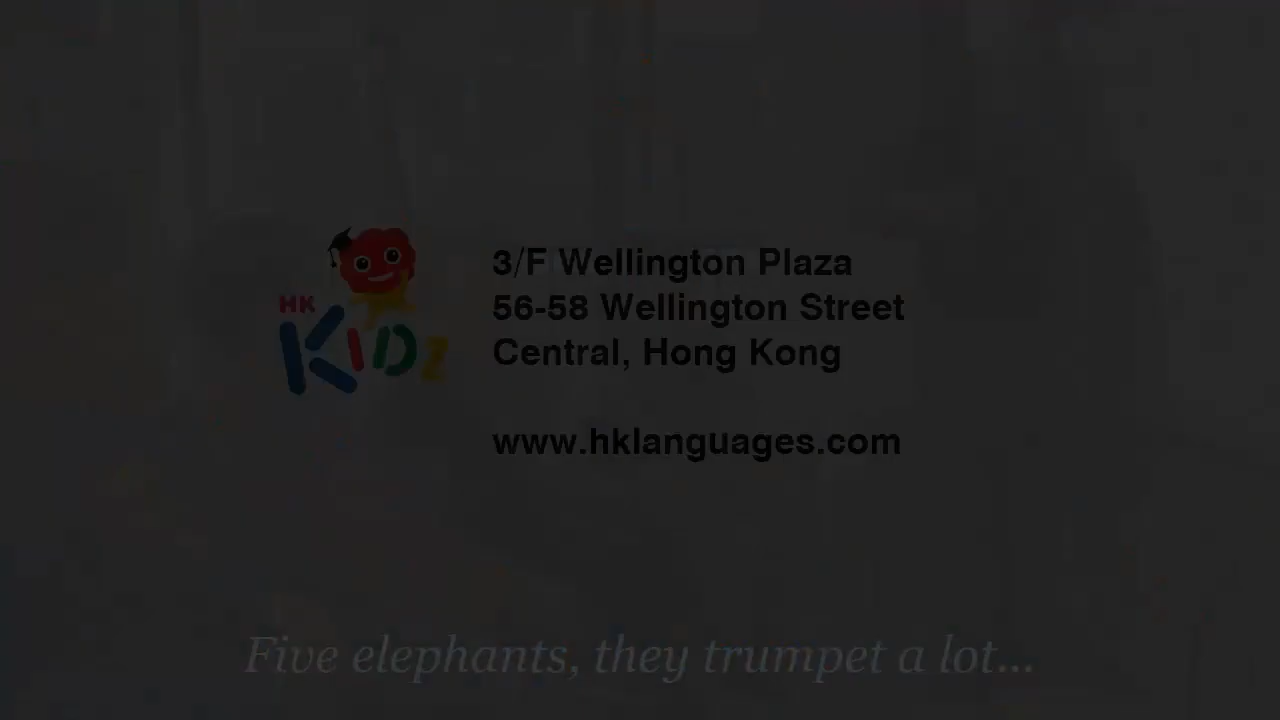 HK
KIDZ
3/F Wellington Plaza
56-58 Wellington Street
Central, Hong Kong
www.hklanguages.com
Five elephants, they trumpet a lot...